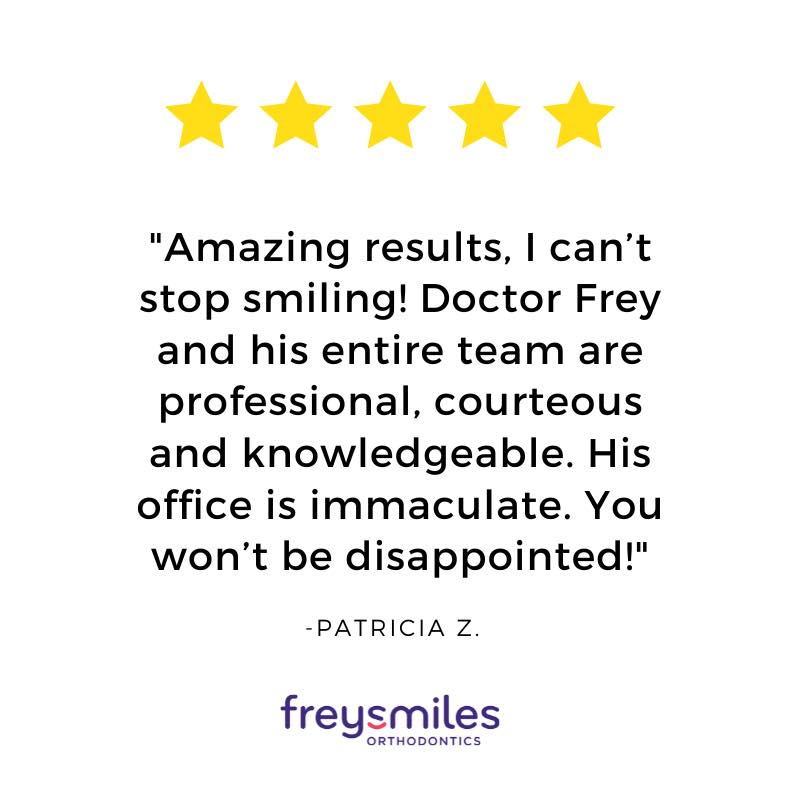 "Amazing results, I can’t
stop smiling! Doctor Frey
and his entire team are
professional, courteous
and knowledgeable. His
office is immaculate. You
won’t be disappointed!"
-PATRICIA Z.
freysmiles
ORTHODONTICS